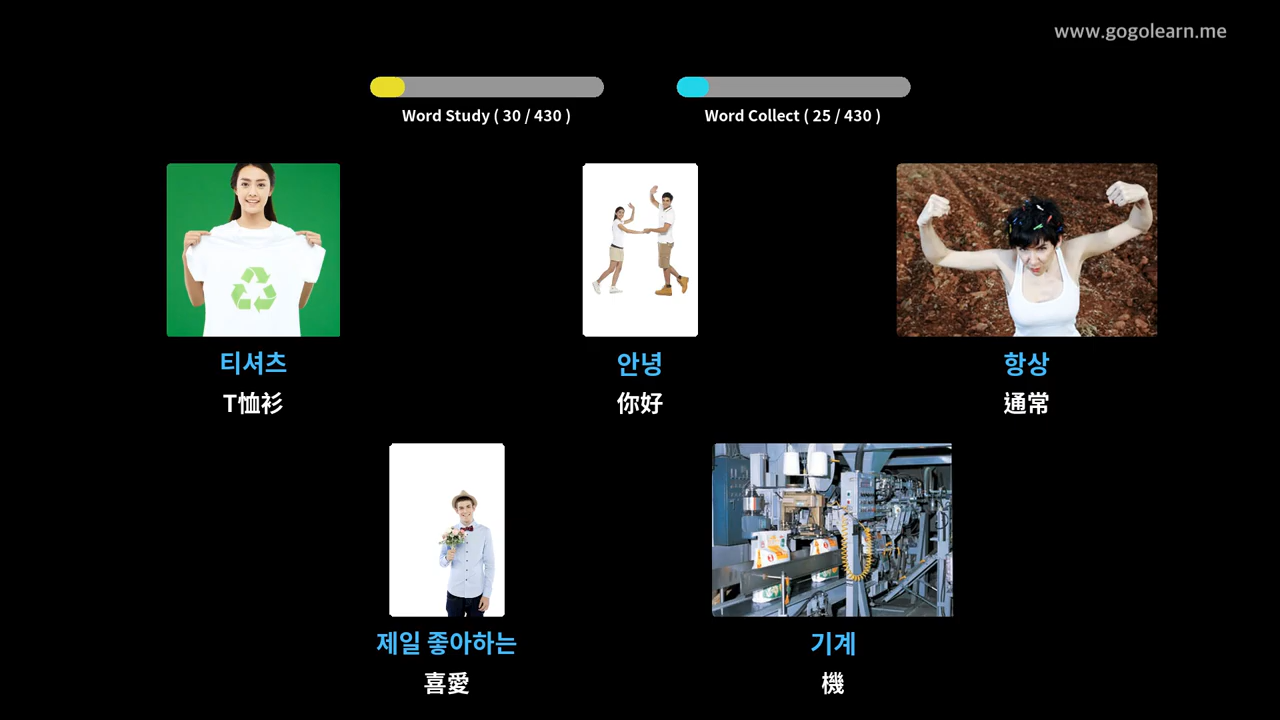 www.gogolearn.me
Word Study ( 30 / 430 )
Word Collect ( 25 / 430 )
티셔츠
T恤衫
안녕
你好
항상
通常
제일 좋아하는
喜愛
기계
機